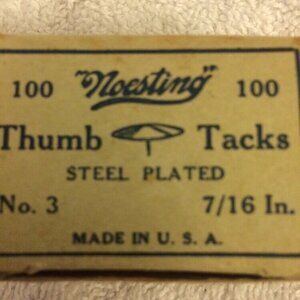 100 "Noesting" 100
Thumb Tacks
STEEL PLATED
No. 3 7/16 In.
MADE IN U. S. A.